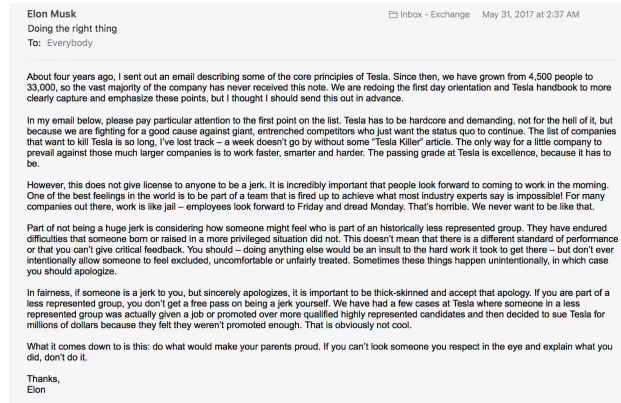 Elon Musk
Inbox - Exchange May 31, 2017 at 2:37 AM
Doing the right thing
To: Everybody
About four years ago, I sent out an email describing some of the core principles of Tesla. Since then, we have grown from 4,500 people to
33,000, so the vast majority of the company has never received this note. We are redoing the first day orientation and Tesla handbook to more
clearly capture and emphasize these points, but I thought I should send this out in advance.
In my email below, please pay particular attention to the first point on the list. Tesla has to be hardcore and demanding, not for the hell of it, but
because we are fighting for a good cause against giant, entrenched competitors who just want the status quo to continue. The list of companies
that want to kill Tesla is so long, I've lost track – a week doesn't go by without some "Tesla Killer" article. The only way for a little company to
prevail against those much larger companies is to work faster, smarter and harder. The passing grade at Tesla is excellence, because it has to
be.
However, this does not give license to anyone to be a jerk. It is incredibly important that people look forward to coming to work in the morning.
One of the best feelings in the world is to be part of a team that is fired up to achieve what most industry experts say is impossible! For many
companies out there, work is like jail – employees look forward to Friday and dread Monday. That's horrible. We never want to be like that.
Part of not being a huge jerk is considering how someone might feel who is part of an historically less represented group. They have endured
difficulties that someone born or raised in a more privileged situation did not. This doesn't mean that there is a different standard of performance
or that you can't give critical feedback. You should – doing anything else would be an insult to the hard work it took to get there – but don't ever
intentionally allow someone to feel excluded, uncomfortable or unfairly treated. Sometimes these things happen unintentionally, in which case
you should apologize.
In fairness, if someone is a jerk to you, but sincerely apologizes, it is important to be thick-skinned and accept that apology. If you are part of a
less represented group, you don't get a free pass on being a jerk yourself. We have had a few cases at Tesla where someone in a less
represented group was actually given a job or promoted over more qualified highly represented candidates and then decided to sue Tesla for
millions of dollars because they felt they weren't promoted enough. That is obviously not cool.
What it comes down to is this: do what would make your parents proud. If you can't look someone you respect in the eye and explain what you
did, don't do it.
Thanks,
Elon